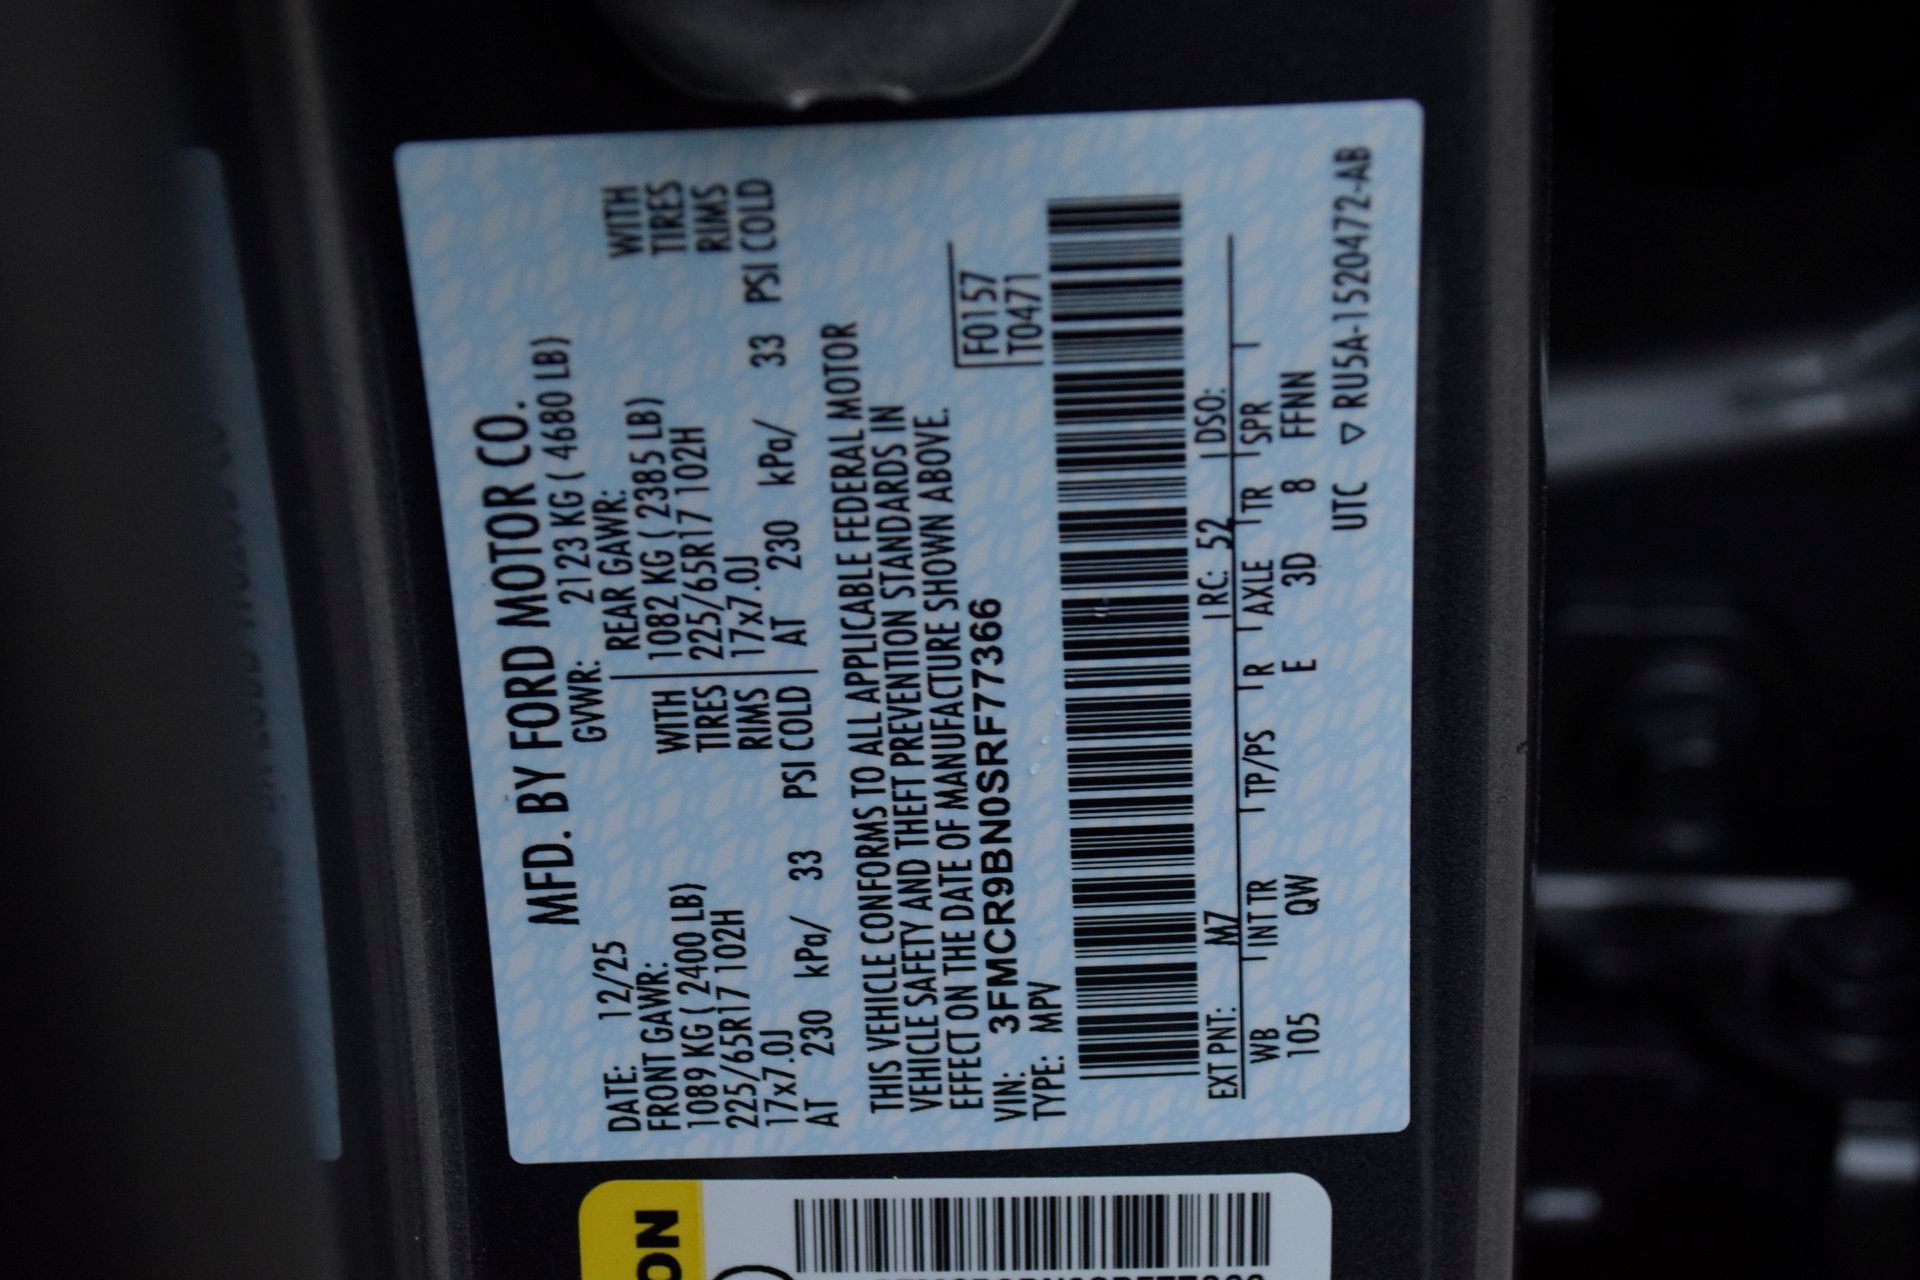 MFD. BY FORD MOTOR CO.
DATE: 12/25 GVWR: 2123 KG ( 4680 LB)
FRONT GAWR: REAR GAWR:
1089 KG ( 2400 LB) WITH 1082 KG ( 2385 LB) WITH
225/65R17 102H TIRES 225/65R17 102H TIRES
17x7.0J RIMS 17x7.0J RIMS
AT 230 kPa/ 33 PSI COLD AT 230 kPa/ 33 PSI COLD
THIS VEHICLE CONFORMS TO ALL APPLICABLE FEDERAL MOTOR
VEHICLE SAFETY AND THEFT PREVENTION STANDARDS IN
EFFECT ON THE DATE OF MANUFACTURE SHOWN ABOVE.
VIN: 3FMCR9BN0SRF77366 F0157
TYPE: MPV T0471
EXT PNT: M7 RC: 52 DSO:
WB INT TR TP/PS R AXLE TR SPR
105 QW E 3D 8 FFNN
UTC ▽ RU5A-1520472-AB